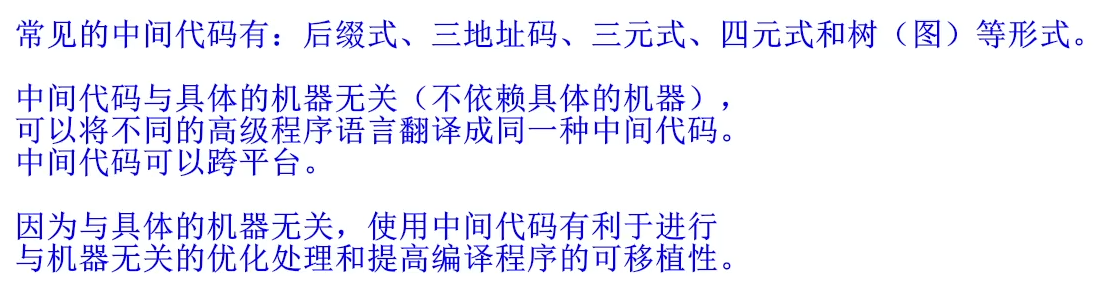 常见的中间代码有：后缀式、三地址码、三元式、四元式和树（图）等形式。
中间代码与具体的机器无关（不依赖具体的机器），
可以将不同的高级程序语言翻译成同一种中间代码。
中间代码可以跨平台。
因为与具体的机器无关，使用中间代码有利于进行
与机器无关的优化处理和提高编译程序的可移植性。